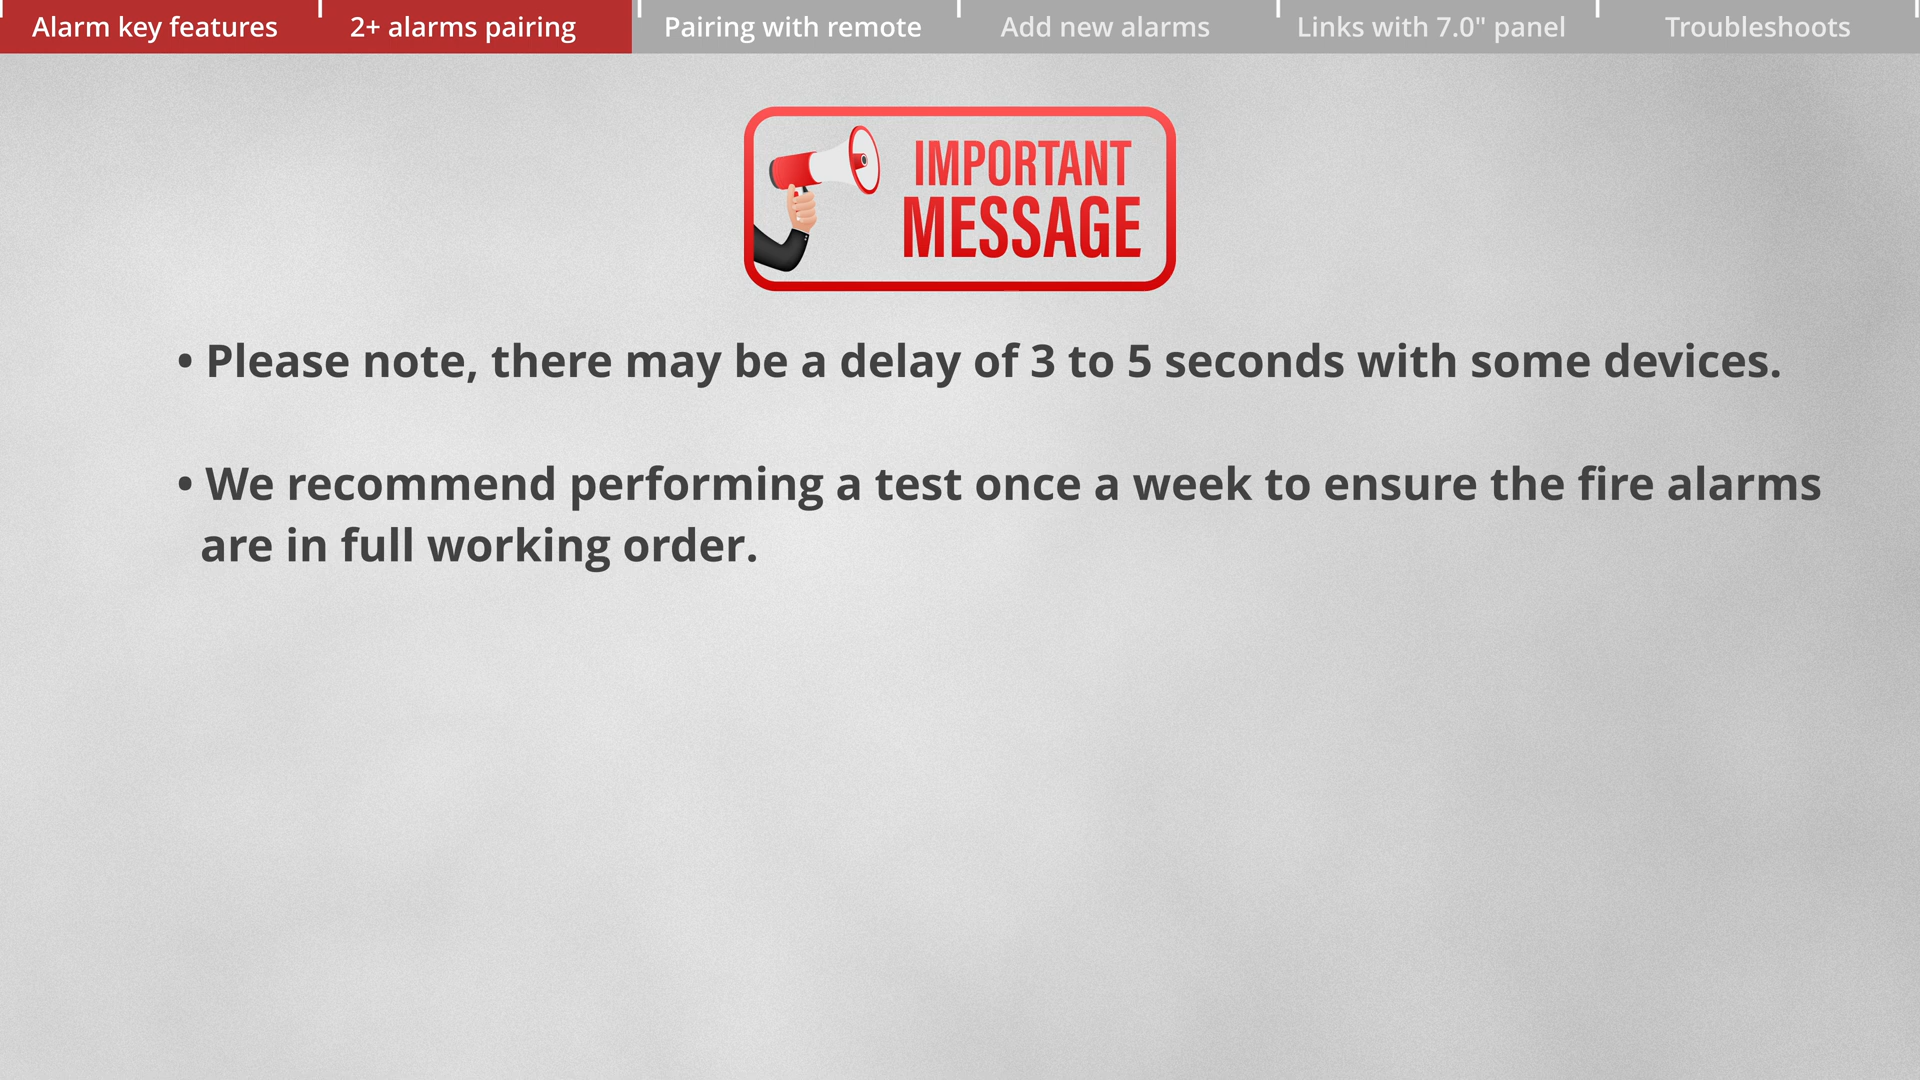 Alarm key features
2+ alarms pairing
Pairing with remote
Add new alarms
Links with 7.0" panel
Troubleshoots
IMPORTANT
MESSAGE
• Please note, there may be a delay of 3 to 5 seconds with some devices.
• We recommend performing a test once a week to ensure the fire alarms
are in full working order.